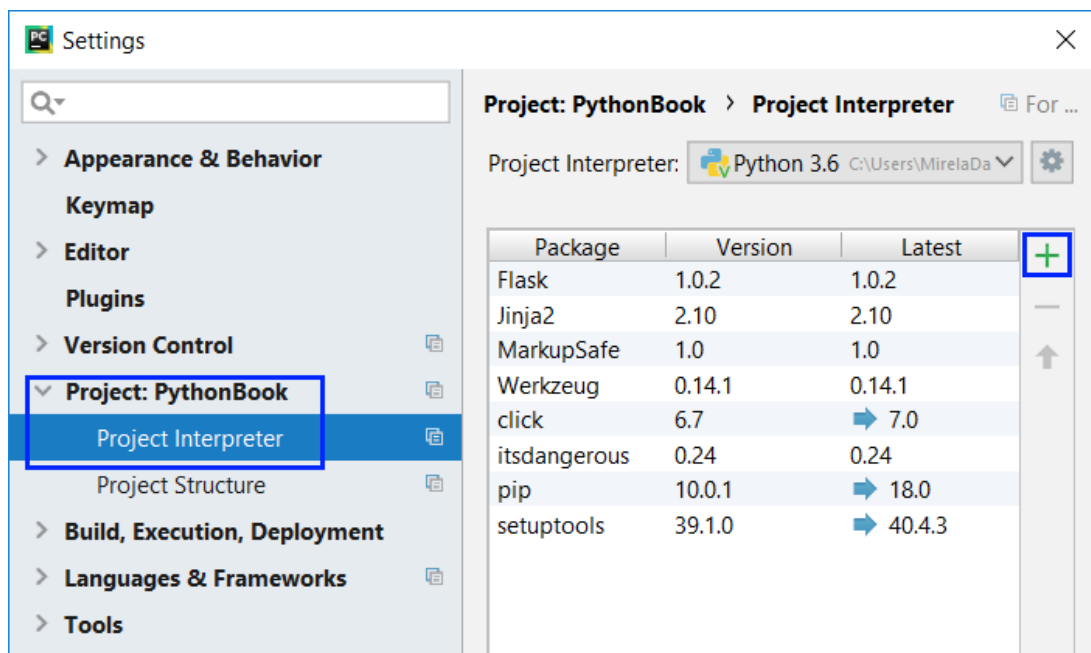 PC
Settings
Appearance & Behavior
Keymap
Editor
Plugins
Version Control
Project: PythonBook
Project Interpreter
Project Structure
Build, Execution, Deployment
Languages & Frameworks
Tools
Project: PythonBook › Project Interpreter For ...
Project Interpreter: Python 3.6 C:\Users\MirelaDa
Package Version Latest
Flask 1.0.2 1.0.2
Jinja2 2.10 2.10
MarkupSafe 1.0 1.0
Werkzeug 0.14.1 0.14.1
click 6.7 7.0
itsdangerous 0.24 0.24
pip 10.0.1 18.0
setuptools 39.1.0 40.4.3